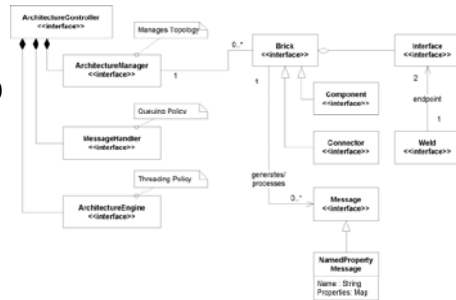 ArchitectureController
<<interface>>
Manages Topology
ArchitectureManager
<<interface>>
1
0..*
Brick
<<interface>>
1
Interface
<<interface>>
2
endpoint
1
Component
<<interface>>
Queuing Policy
MessageHandler
<<interface>>
Connector
<<interface>>
Weld
<<interface>>
Threading Policy
ArchitectureEngine
<<interface>>
generates/
processes
0..*
Message
<<interface>>
NamedProperty
Message
Name : String
Properties: Map